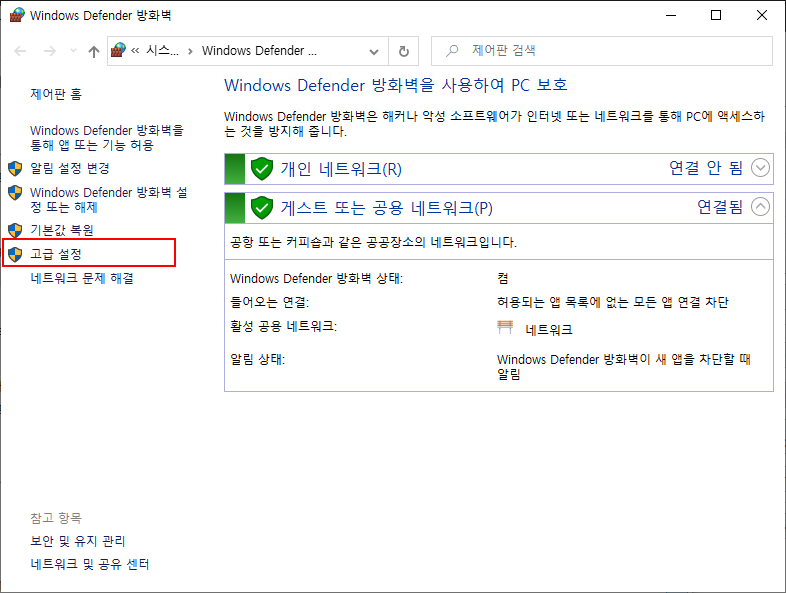 Windows Defender 방화벽
« 시스... › Windows Defender ...
제어판 검색
제어판 홈
Windows Defender 방화벽을
통해 앱 또는 기능 허용
알림 설정 변경
Windows Defender 방화벽 설
정 또는 해제
기본값 복원
고급 설정
네트워크 문제 해결
참고 항목
보안 및 유지 관리
네트워크 및 공유 센터
Windows Defender 방화벽을 사용하여 PC 보호
Windows Defender 방화벽은 해커나 악성 소프트웨어가 인터넷 또는 네트워크를 통해 PC에 액세스하
는 것을 방지해 줍니다.
개인 네트워크(R) 연결 안 됨
게스트 또는 공용 네트워크(P) 연결됨
공항 또는 커피숍과 같은 공공장소의 네트워크입니다.
Windows Defender 방화벽 상태: 켬
들어오는 연결: 허용되는 앱 목록에 없는 모든 앱 연결 차단
활성 공용 네트워크: 네트워크
알림 상태: Windows Defender 방화벽이 새 앱을 차단할 때
알림